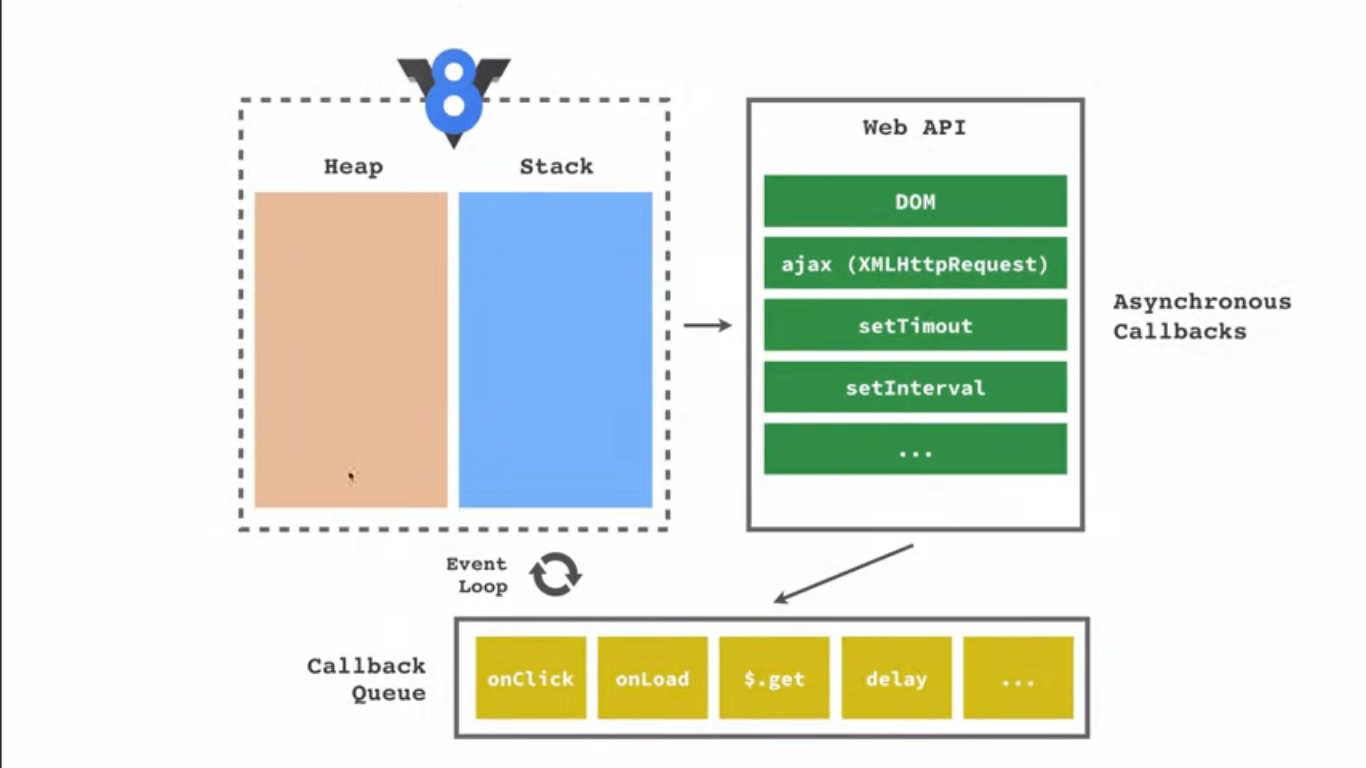 8
Heap
Stack
Web API
DOM
ajax (XMLHttpRequest)
setTimout
setInterval
...
Asynchronous
Callbacks
Event
Loop
Callback
Queue
onClick
onLoad
$.get
delay
...